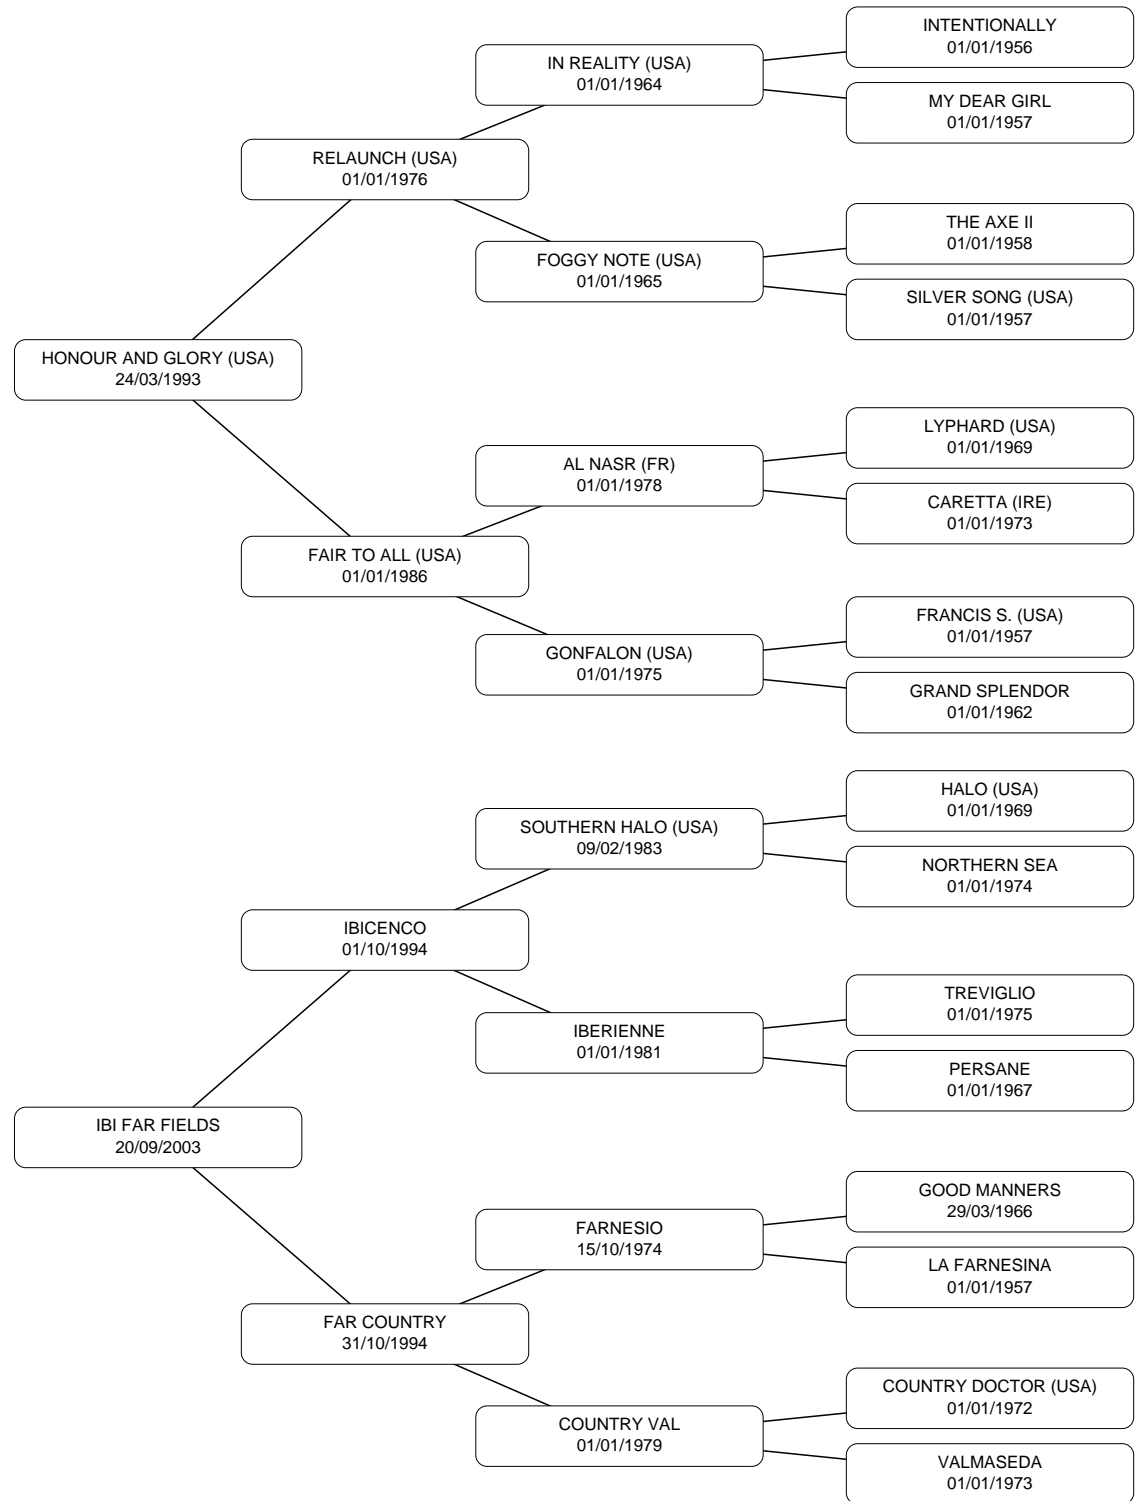 INTENTIONALLY
01/01/1956
IN REALITY (USA)
01/01/1964
MY DEAR GIRL
01/01/1957
RELAUNCH (USA)
01/01/1976
THE AXE II
01/01/1958
FOGGY NOTE (USA)
01/01/1965
SILVER SONG (USA)
01/01/1957
HONOUR AND GLORY (USA)
24/03/1993
LYPHARD (USA)
01/01/1969
AL NASR (FR)
01/01/1978
CARETTA (IRE)
01/01/1973
FAIR TO ALL (USA)
01/01/1986
FRANCIS S. (USA)
01/01/1957
GONFALON (USA)
01/01/1975
GRAND SPLENDOR
01/01/1962
HALO (USA)
01/01/1969
SOUTHERN HALO (USA)
09/02/1983
NORTHERN SEA
01/01/1974
IBICENCO
01/10/1994
TREVIGLIO
01/01/1975
IBERIENNE
01/01/1981
PERSANE
01/01/1967
IBI FAR FIELDS
20/09/2003
GOOD MANNERS
29/03/1966
FARNESIO
15/10/1974
LA FARNESINA
01/01/1957
FAR COUNTRY
31/10/1994
COUNTRY DOCTOR (USA)
01/01/1972
COUNTRY VAL
01/01/1979
VALMASEDA
01/01/1973